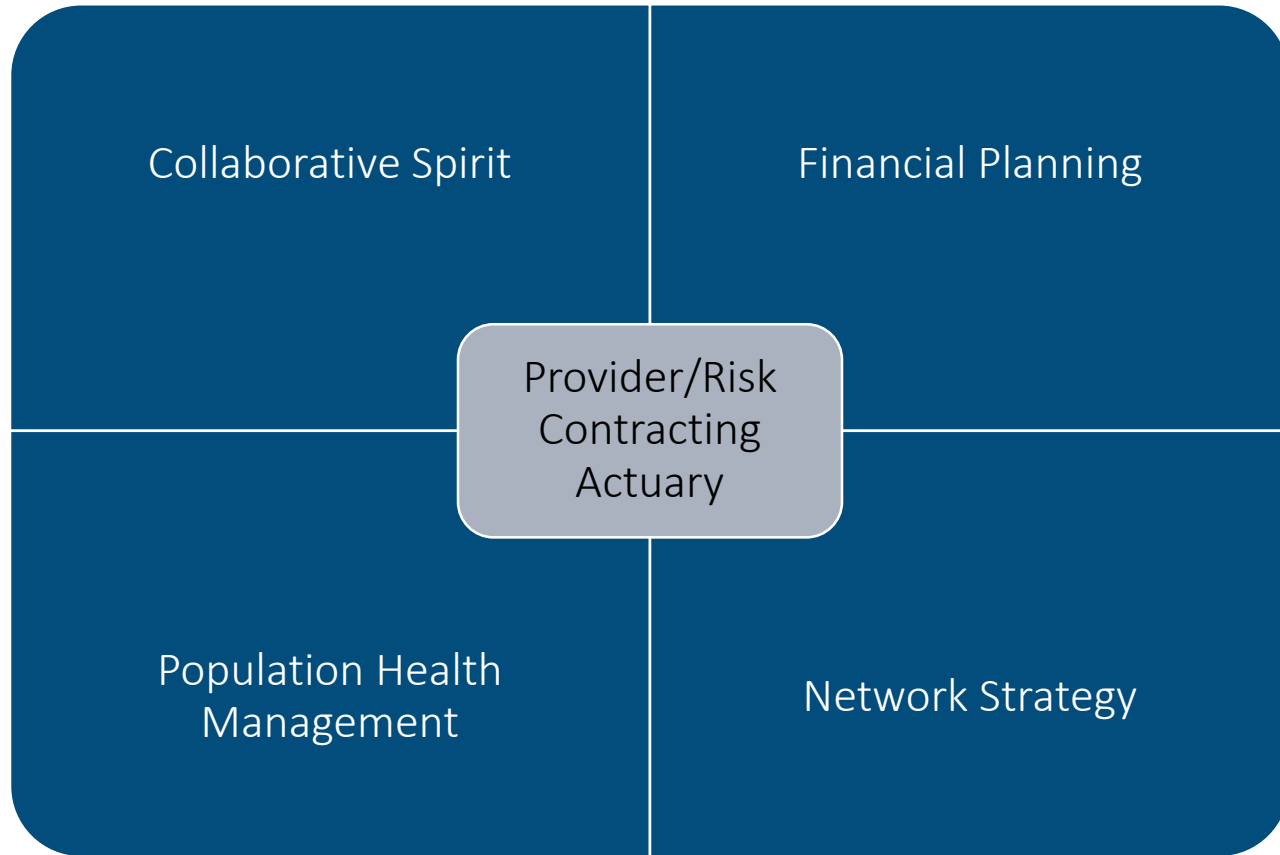 Collaborative Spirit
Financial Planning
Provider/Risk
Contracting
Actuary
Population Health
Management
Network Strategy